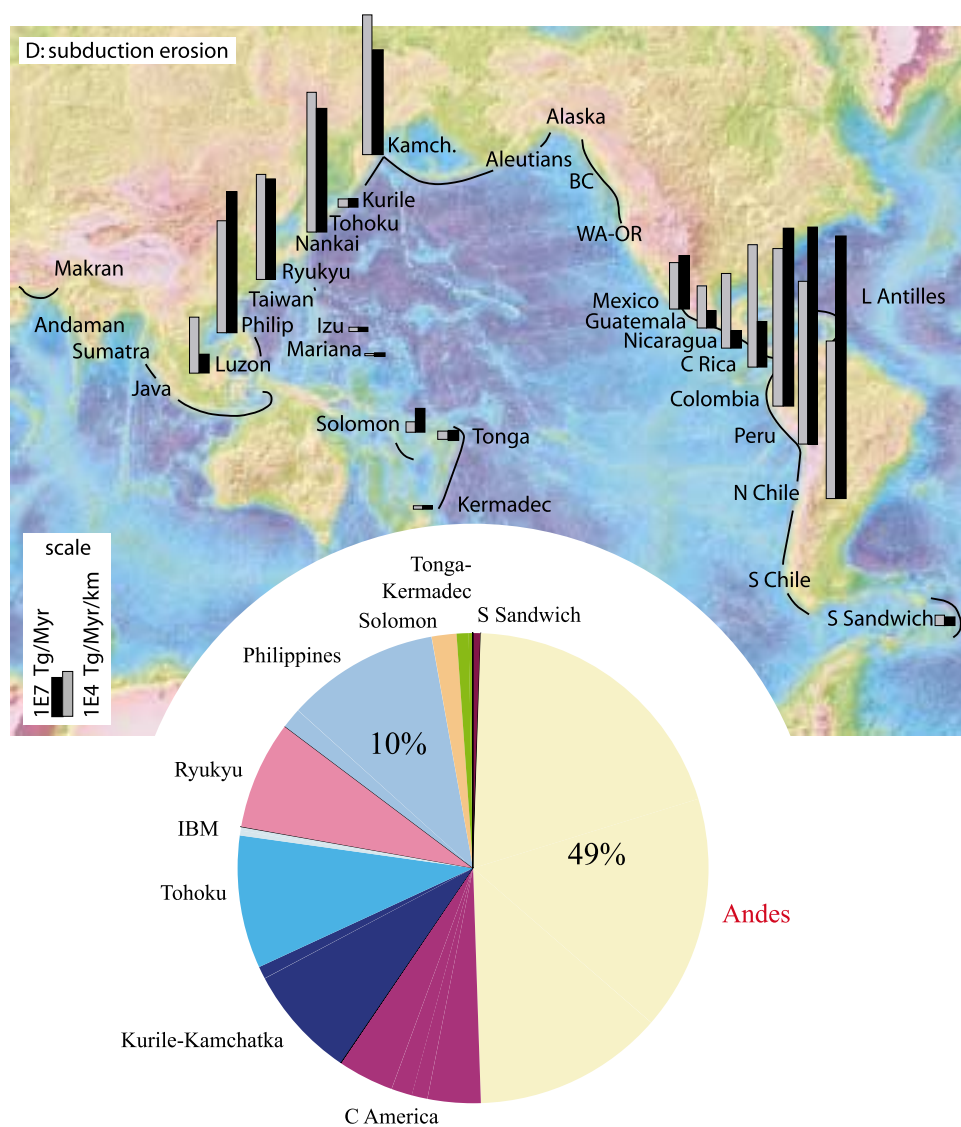 D: subduction erosion
Alaska
Kamch.
Aleutians
BC
Kurile
Tohoku
WA-OR
Nankai
Makran
Ryukyu
Taiwan
L Antilles
Mexico
Andaman
Philip
Izu
Guatemala
Nicaragua
Sumatra
Mariana
Luzon
C Rica
Java
Colombia
Solomon
Tonga
Peru
N Chile
Kermadec
scale
1E7 Tg/Myr
1E4 Tg/Myr/km
S Chile
S Sandwich
Tonga-
Kermadec
Solomon
S Sandwich
Philippines
10%
Ryukyu
IBM
49%
Tohoku
Andes
Kurile-Kamchatka
C America